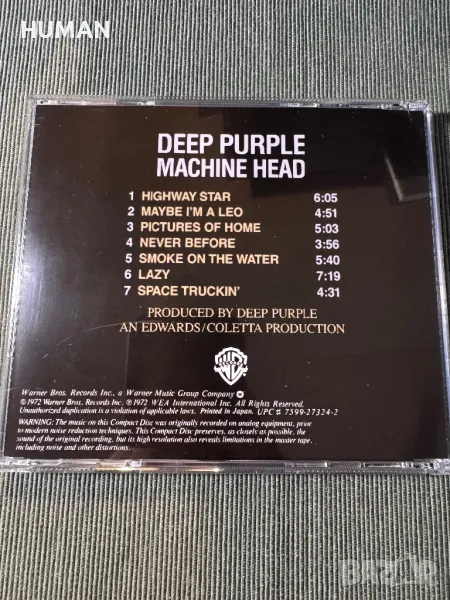 HUMAN
DEEP PURPLE
MACHINE HEAD
1 HIGHWAY STAR 6:05
2 MAYBE I'M A LEO 4:51
3 PICTURES OF HOME 5:03
4 NEVER BEFORE 3:56
5 SMOKE ON THE WATER 5:40
6 LAZY 7:19
7 SPACE TRUCKIN' 4:31
PRODUCED BY DEEP PURPLE
AN EDWARDS/COLETTA PRODUCTION
Warner Bros. Records Inc., a Warner Music Group Company
© 1972 Warner Bros. Records Inc. ℗ 1972 WEA International Inc. All Rights Reserved.
Unauthorized duplication is a violation of applicable laws. Printed in Japan. UPC # 7599-27324-2
WARNING: The music on this Compact Disc was originally recorded on analog equipment, prior
to modern noise reduction techniques. This Compact Disc preserves, as closely as possible, the
sound of the original recording, but its high resolution also reveals limitations in the master tape,
including noise and other distortions.
bazar.bg